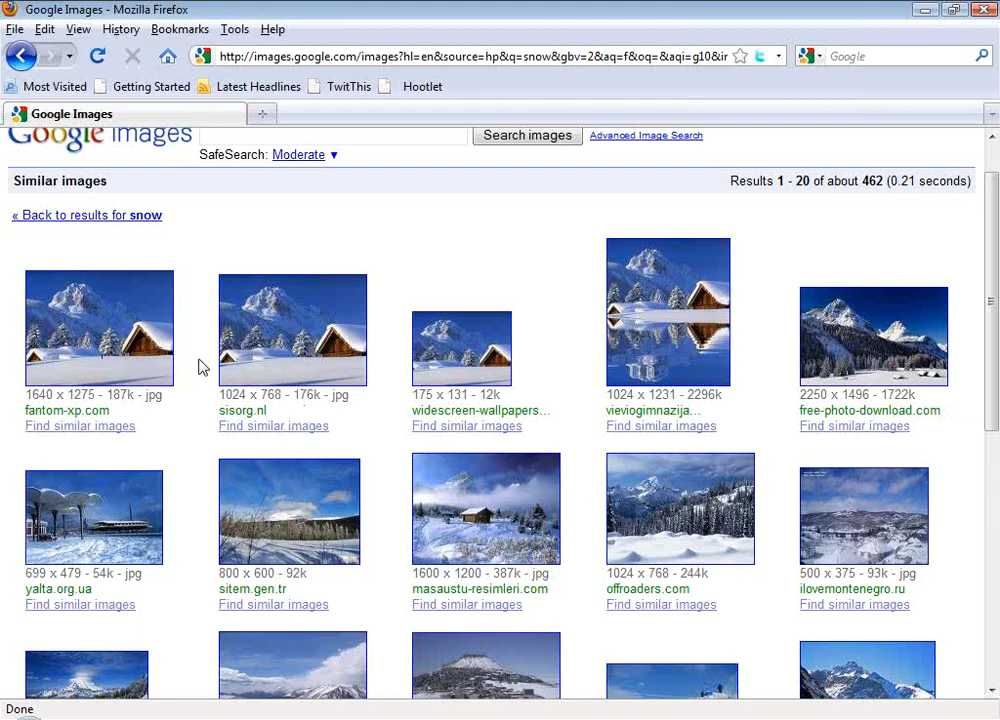 Google Images - Mozilla Firefox
File Edit View History Bookmarks Tools Help
http://images.google.com/images?hl=en&source=hp&q=snow&gbv=2&aq=f&oq=&aqi=g10&ir
Google
Most Visited Getting Started Latest Headlines TwitThis Hootlet
Google Images
Google images Search images Advanced Image Search
SafeSearch: Moderate ▼
Similar images Results 1 - 20 of about 462 (0.21 seconds)
« Back to results for snow
1640 x 1275 - 187k - jpg 1024 x 768 - 176k - jpg 175 x 131 - 12k 1024 x 1231 - 2296k 2250 x 1496 - 1722k
fantom-xp.com sisorg.nl widescreen-wallpapers... vieviogimnazija... free-photo-download.com
Find similar images Find similar images Find similar images Find similar images Find similar images
699 x 479 - 54k - jpg 800 x 600 - 92k 1600 x 1200 - 387k - jpg 1024 x 768 - 244k 500 x 375 - 93k - jpg
yalta.org.ua sitem.gen.tr masaustu-resimleri.com offroaders.com ilovemontenegro.ru
Find similar images Find similar images Find similar images Find similar images Find similar images
Done